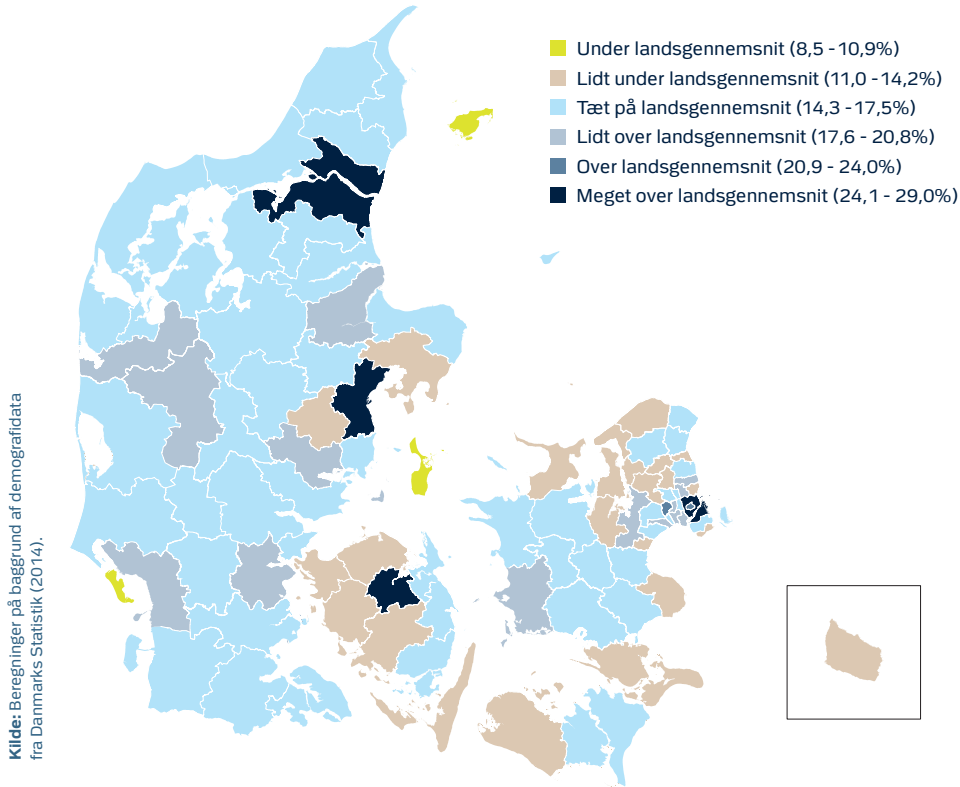 Under landsgennemsnit (8,5 - 10,9%)
Lidt under landsgennemsnit (11,0 - 14,2%)
Tæt på landsgennemsnit (14,3 - 17,5%)
Lidt over landsgennemsnit (17,6 - 20,8%)
Over landsgennemsnit (20,9 - 24,0%)
Meget over landsgennemsnit (24,1 - 29,0%)
Kilde: Beregninger på baggrund af demografidata
fra Danmarks Statistik (2014).